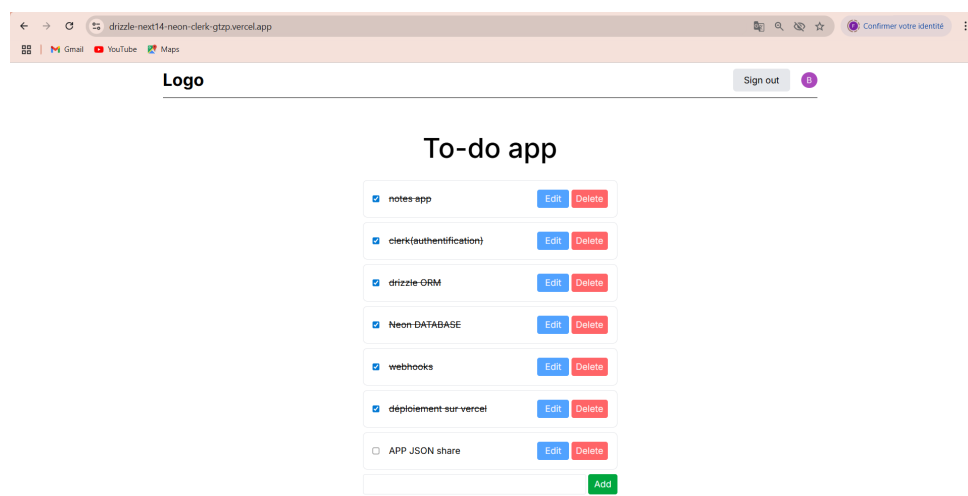 drizzle-next14-neon-clerk-gtzp.vercel.app
Confirmer votre identité
Gmail YouTube Maps
Logo
Sign out B
To-do app
notes app Edit Delete
clerk(authentification) Edit Delete
drizzle ORM Edit Delete
Neon DATABASE Edit Delete
webhooks Edit Delete
déploiement sur vercel Edit Delete
APP JSON share Edit Delete
Add